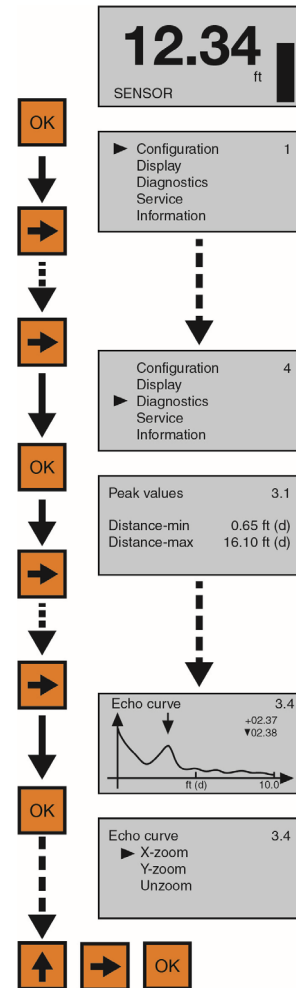 12.34
ft
SENSOR
OK
Configuration 1
Display
Diagnostics
Service
Information
Configuration 4
Display
Diagnostics
Service
Information
OK
Peak values 3.1
Distance-min 0.65 ft (d)
Distance-max 16.10 ft (d)
Echo curve 3.4
+02.37
▼02.38
ft (d) 10.0
OK
Echo curve 3.4
X-zoom
Y-zoom
Unzoom
OK